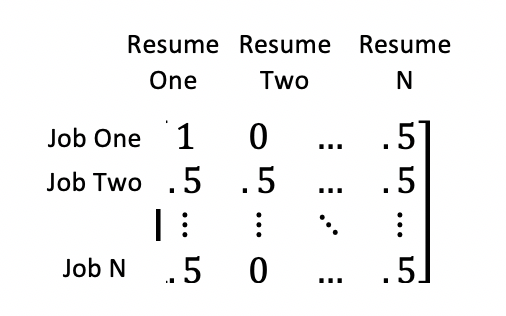 Resume Resume Resume
One Two N
Job One 1 0 ... .5
Job Two .5 .5 ... .5
⋮ ⋮ ⋱ ⋮
Job N .5 0 ... .5